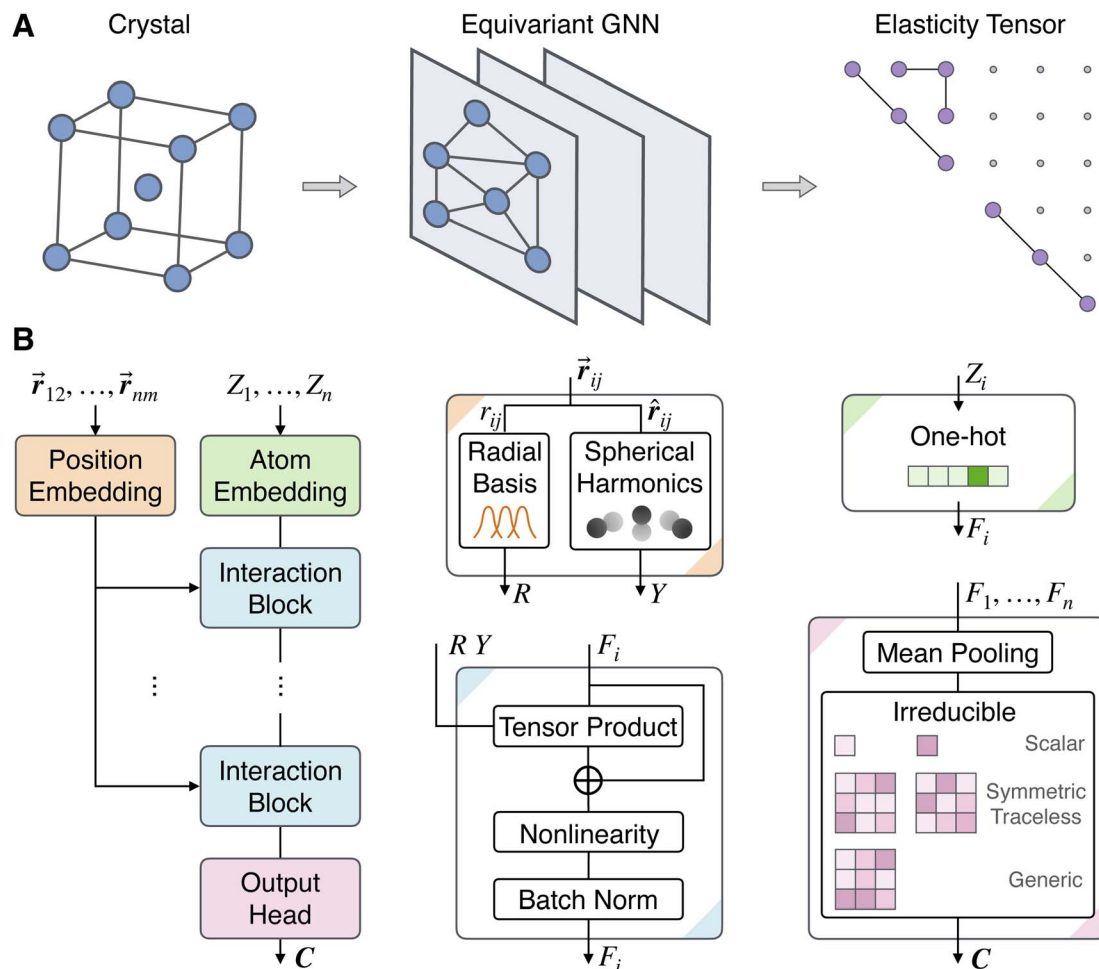 A
Crystal
Equivariant GNN
Elasticity Tensor
B
r⃗12, …, r⃗nm
Z1, …, Zn
Position
Embedding
Atom
Embedding
Interaction
Block
⋮
⋮
Interaction
Block
Output
Head
C
r⃗ij
rij
r̂ij
Radial
Basis
Spherical
Harmonics
R
Y
R Y
Fi
Tensor Product
Nonlinearity
Batch Norm
Fi
Zi
One-hot
Fi
F1, …, Fn
Mean Pooling
Irreducible
Scalar
Symmetric
Traceless
Generic
C